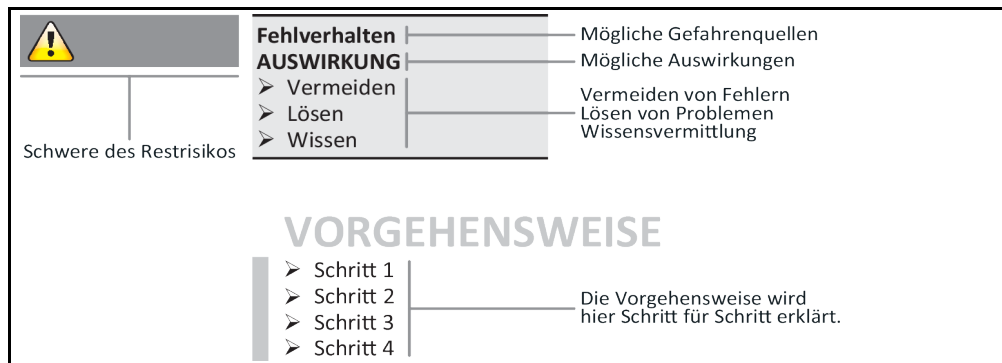 Fehlverhalten
Mögliche Gefahrenquellen
AUSWIRKUNG
Mögliche Auswirkungen
➢ Vermeiden
➢ Lösen
➢ Wissen
Vermeiden von Fehlern
Lösen von Problemen
Wissensvermittlung
Schwere des Restrisikos
VORGEHENSWEISE
➢ Schritt 1
➢ Schritt 2
➢ Schritt 3
➢ Schritt 4
Die Vorgehensweise wird
hier Schritt für Schritt erklärt.